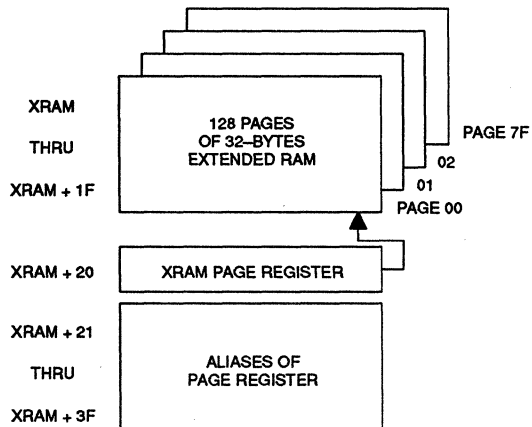 XRAM
THRU
XRAM + 1F
128 PAGES
OF 32–BYTES
EXTENDED RAM
PAGE 7F
02
01
PAGE 00
XRAM + 20
XRAM PAGE REGISTER
XRAM + 21
THRU
XRAM + 3F
ALIASES OF
PAGE REGISTER